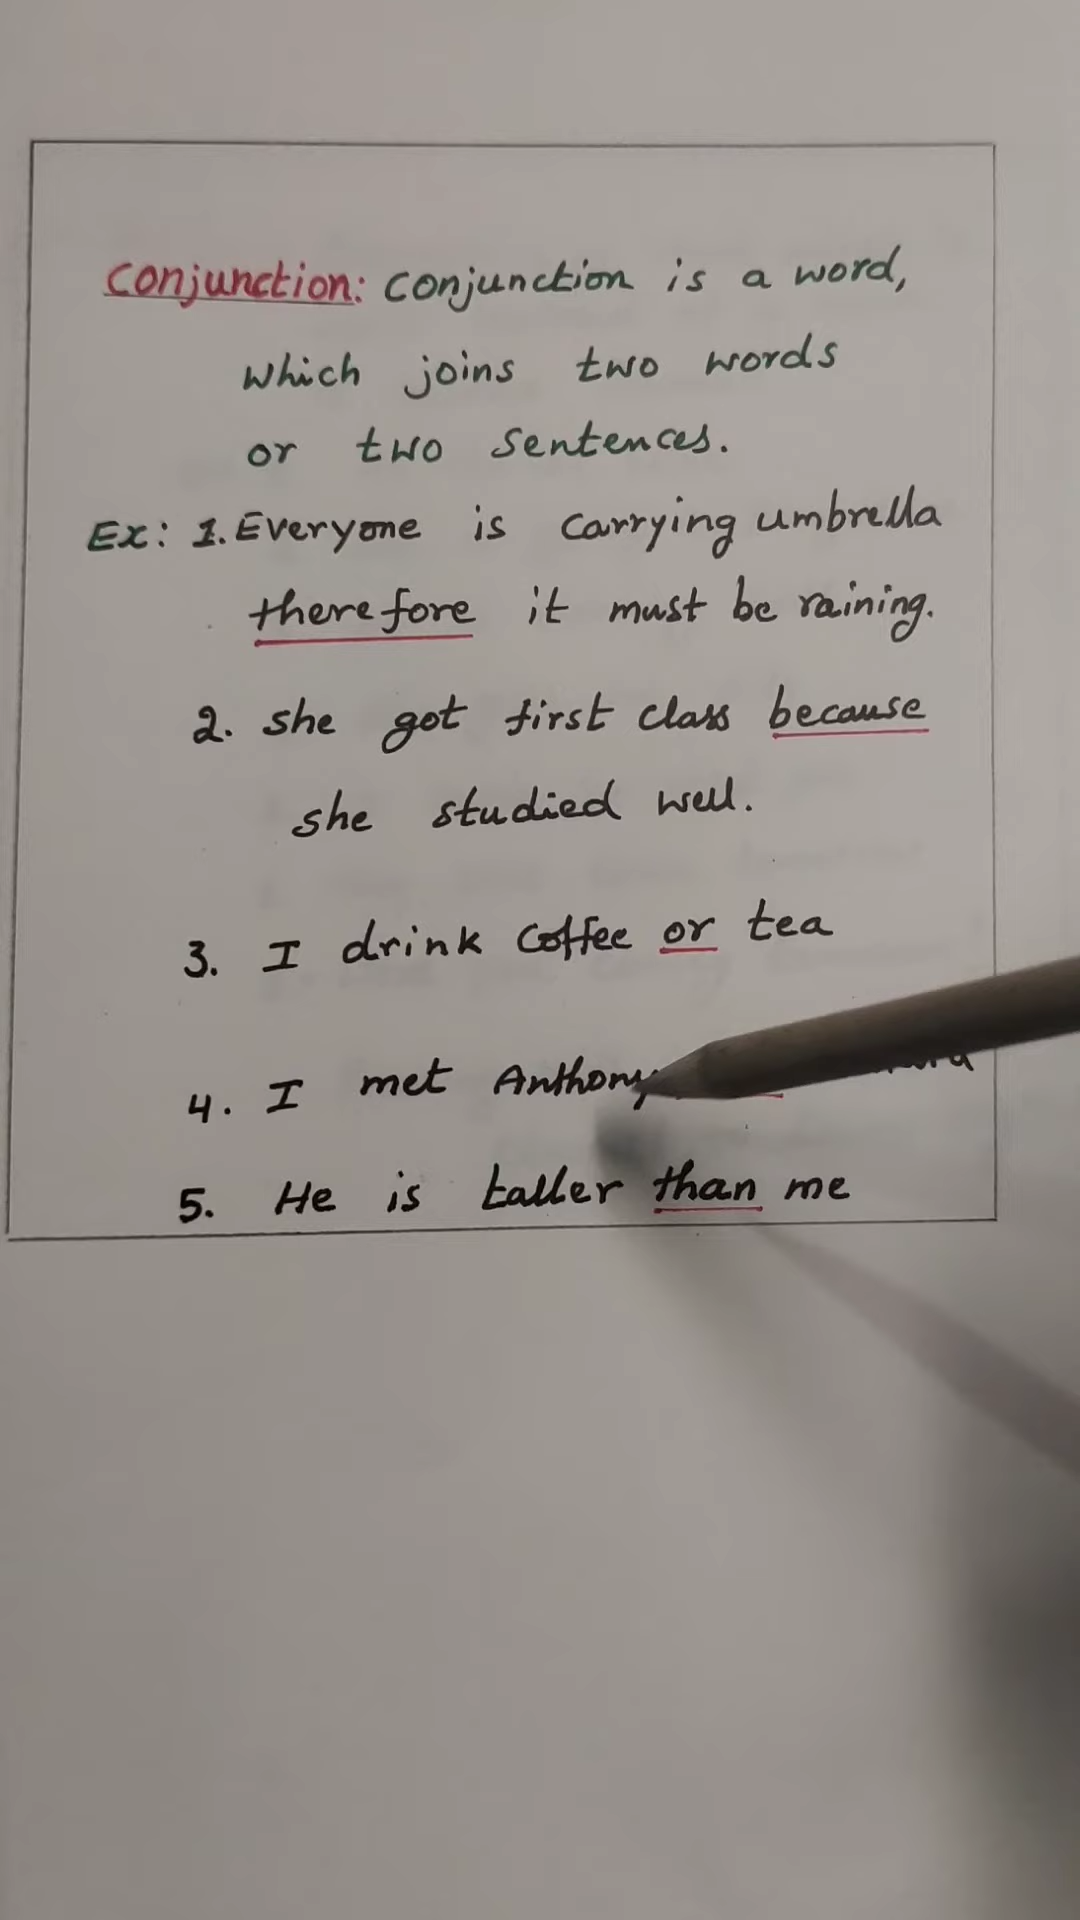 Conjunction: Conjunction is a word,
which joins two words
or two sentences.
Ex: 1. Everyone is carrying umbrella
therefore it must be raining.
2. she got first class because
she studied well.
3. I drink Coffee or tea
4. I met Anthony
5. He is taller than me